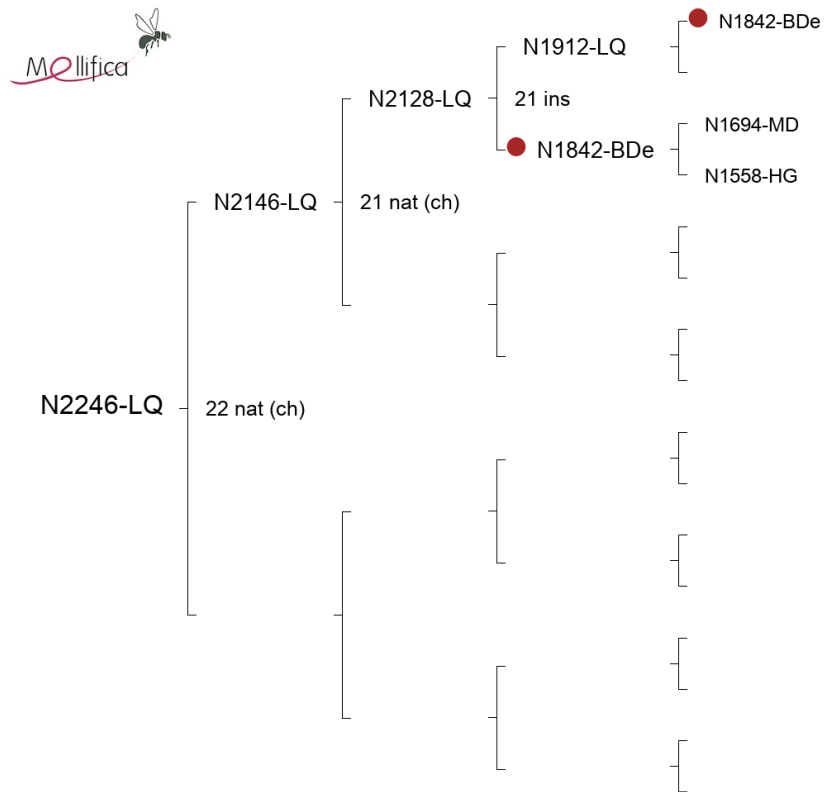 Mellifica
N1842-BDe
N1912-LQ
N2128-LQ
21 ins
N1694-MD
N1842-BDe
N1558-HG
N2146-LQ
21 nat (ch)
N2246-LQ
22 nat (ch)